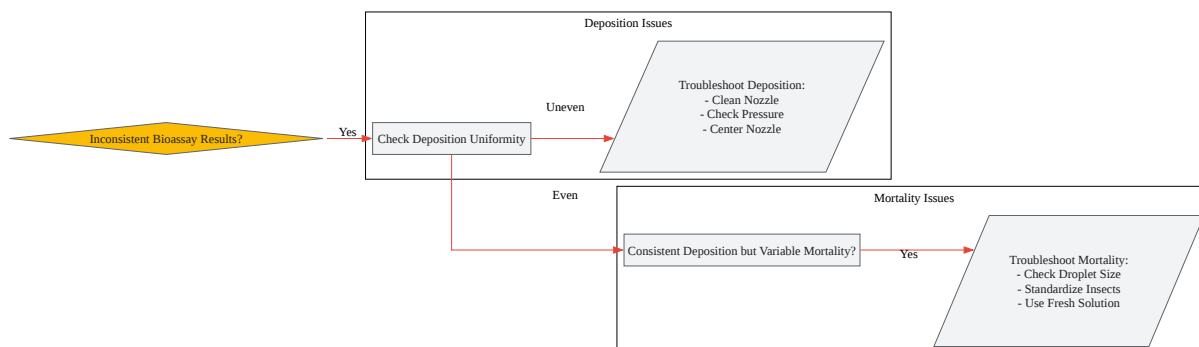 Deposition Issues
Troubleshoot Deposition:
- Clean Nozzle
- Check Pressure
- Center Nozzle
Uneven
Inconsistent Bioassay Results?
Yes
Check Deposition Uniformity
Even
Mortality Issues
Consistent Deposition but Variable Mortality?
Yes
Troubleshoot Mortality:
- Check Droplet Size
- Standardize Insects
- Use Fresh Solution